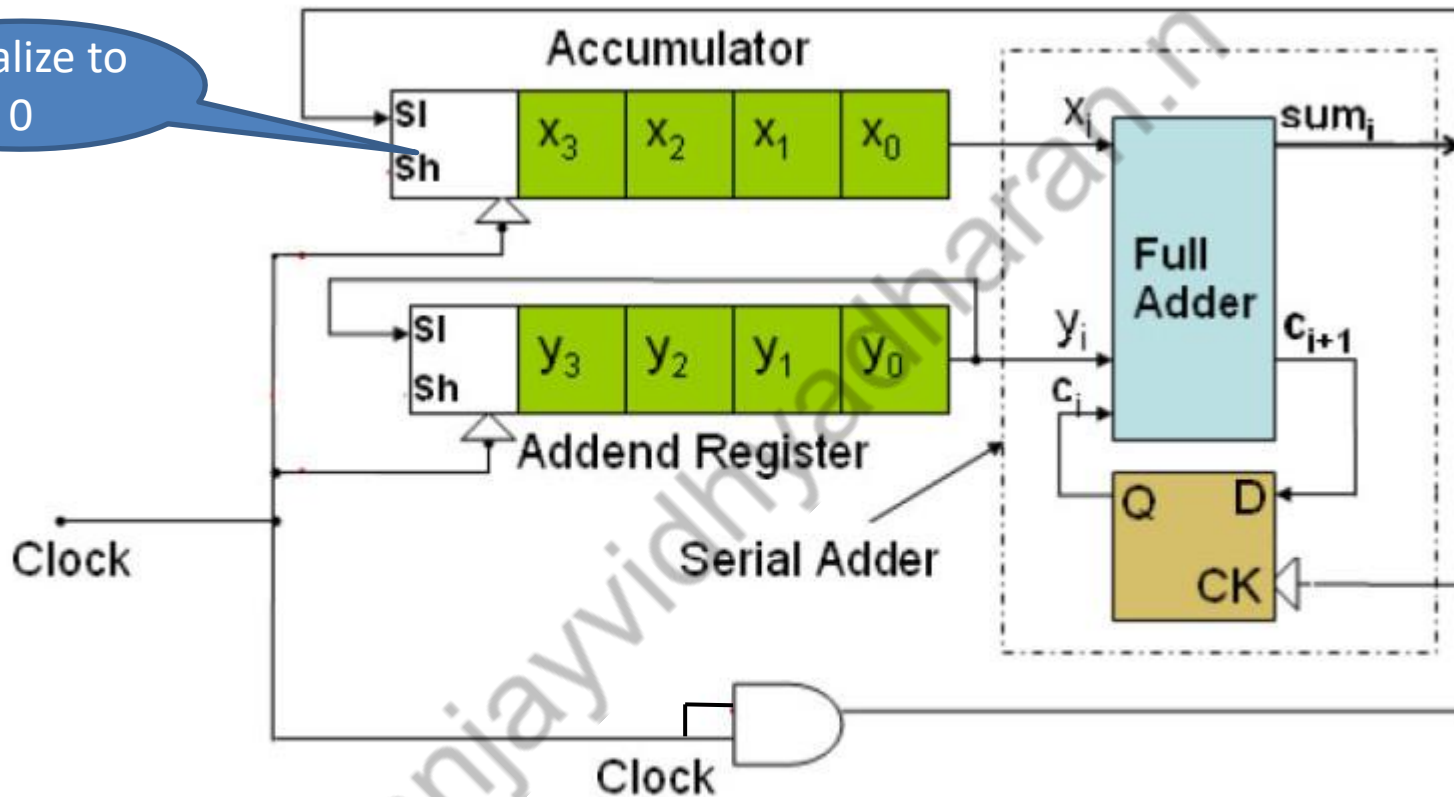 alize to
0
Accumulator
SI
Sh
x3 x2 x1 x0
xi
sumi
Full
Adder
SI
Sh
y3 y2 y1 y0
yi
ci+1
ci
Addend Register
Q D
CK
Clock
Serial Adder
Clock
njayvidhyadharan.n